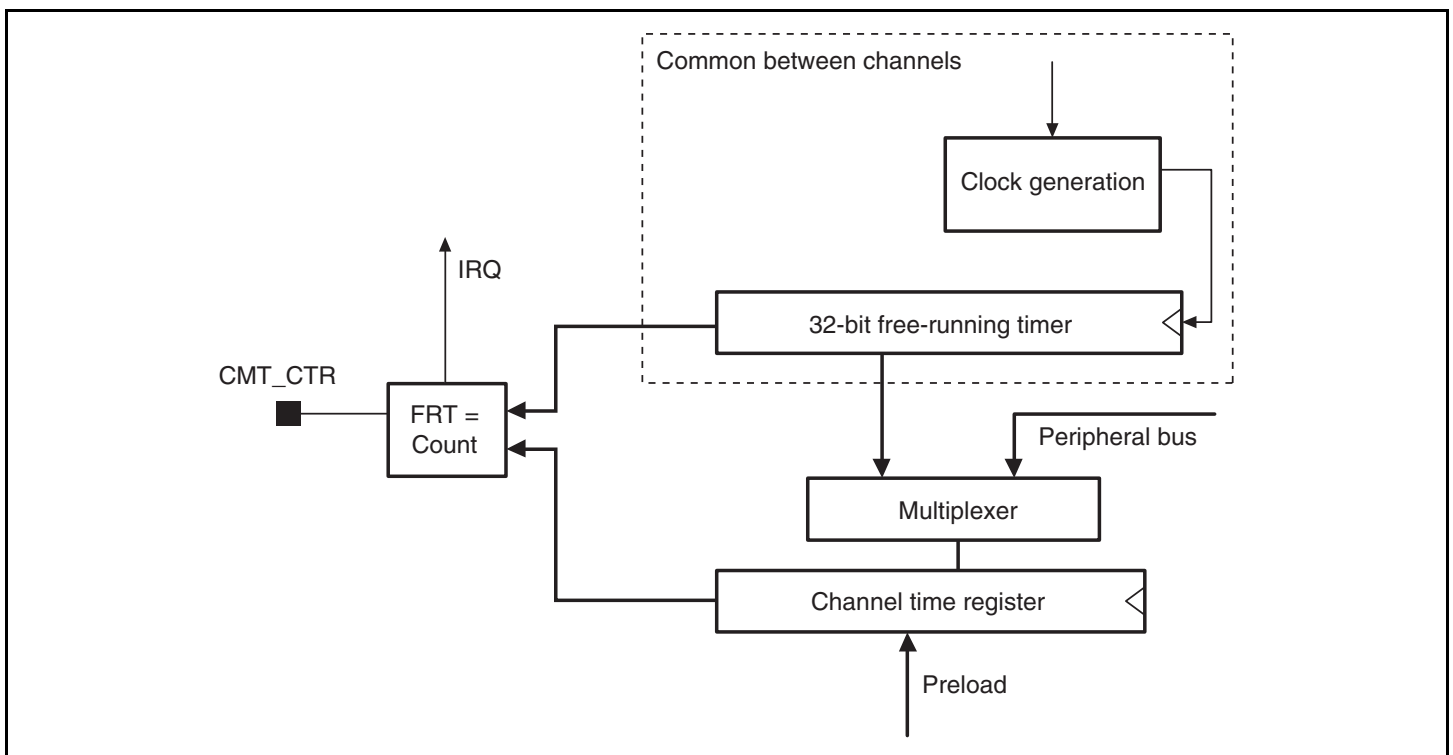 Common between channels
Clock generation
IRQ
32-bit free-running timer
CMT_CTR
FRT =
Count
Peripheral bus
Multiplexer
Channel time register
Preload